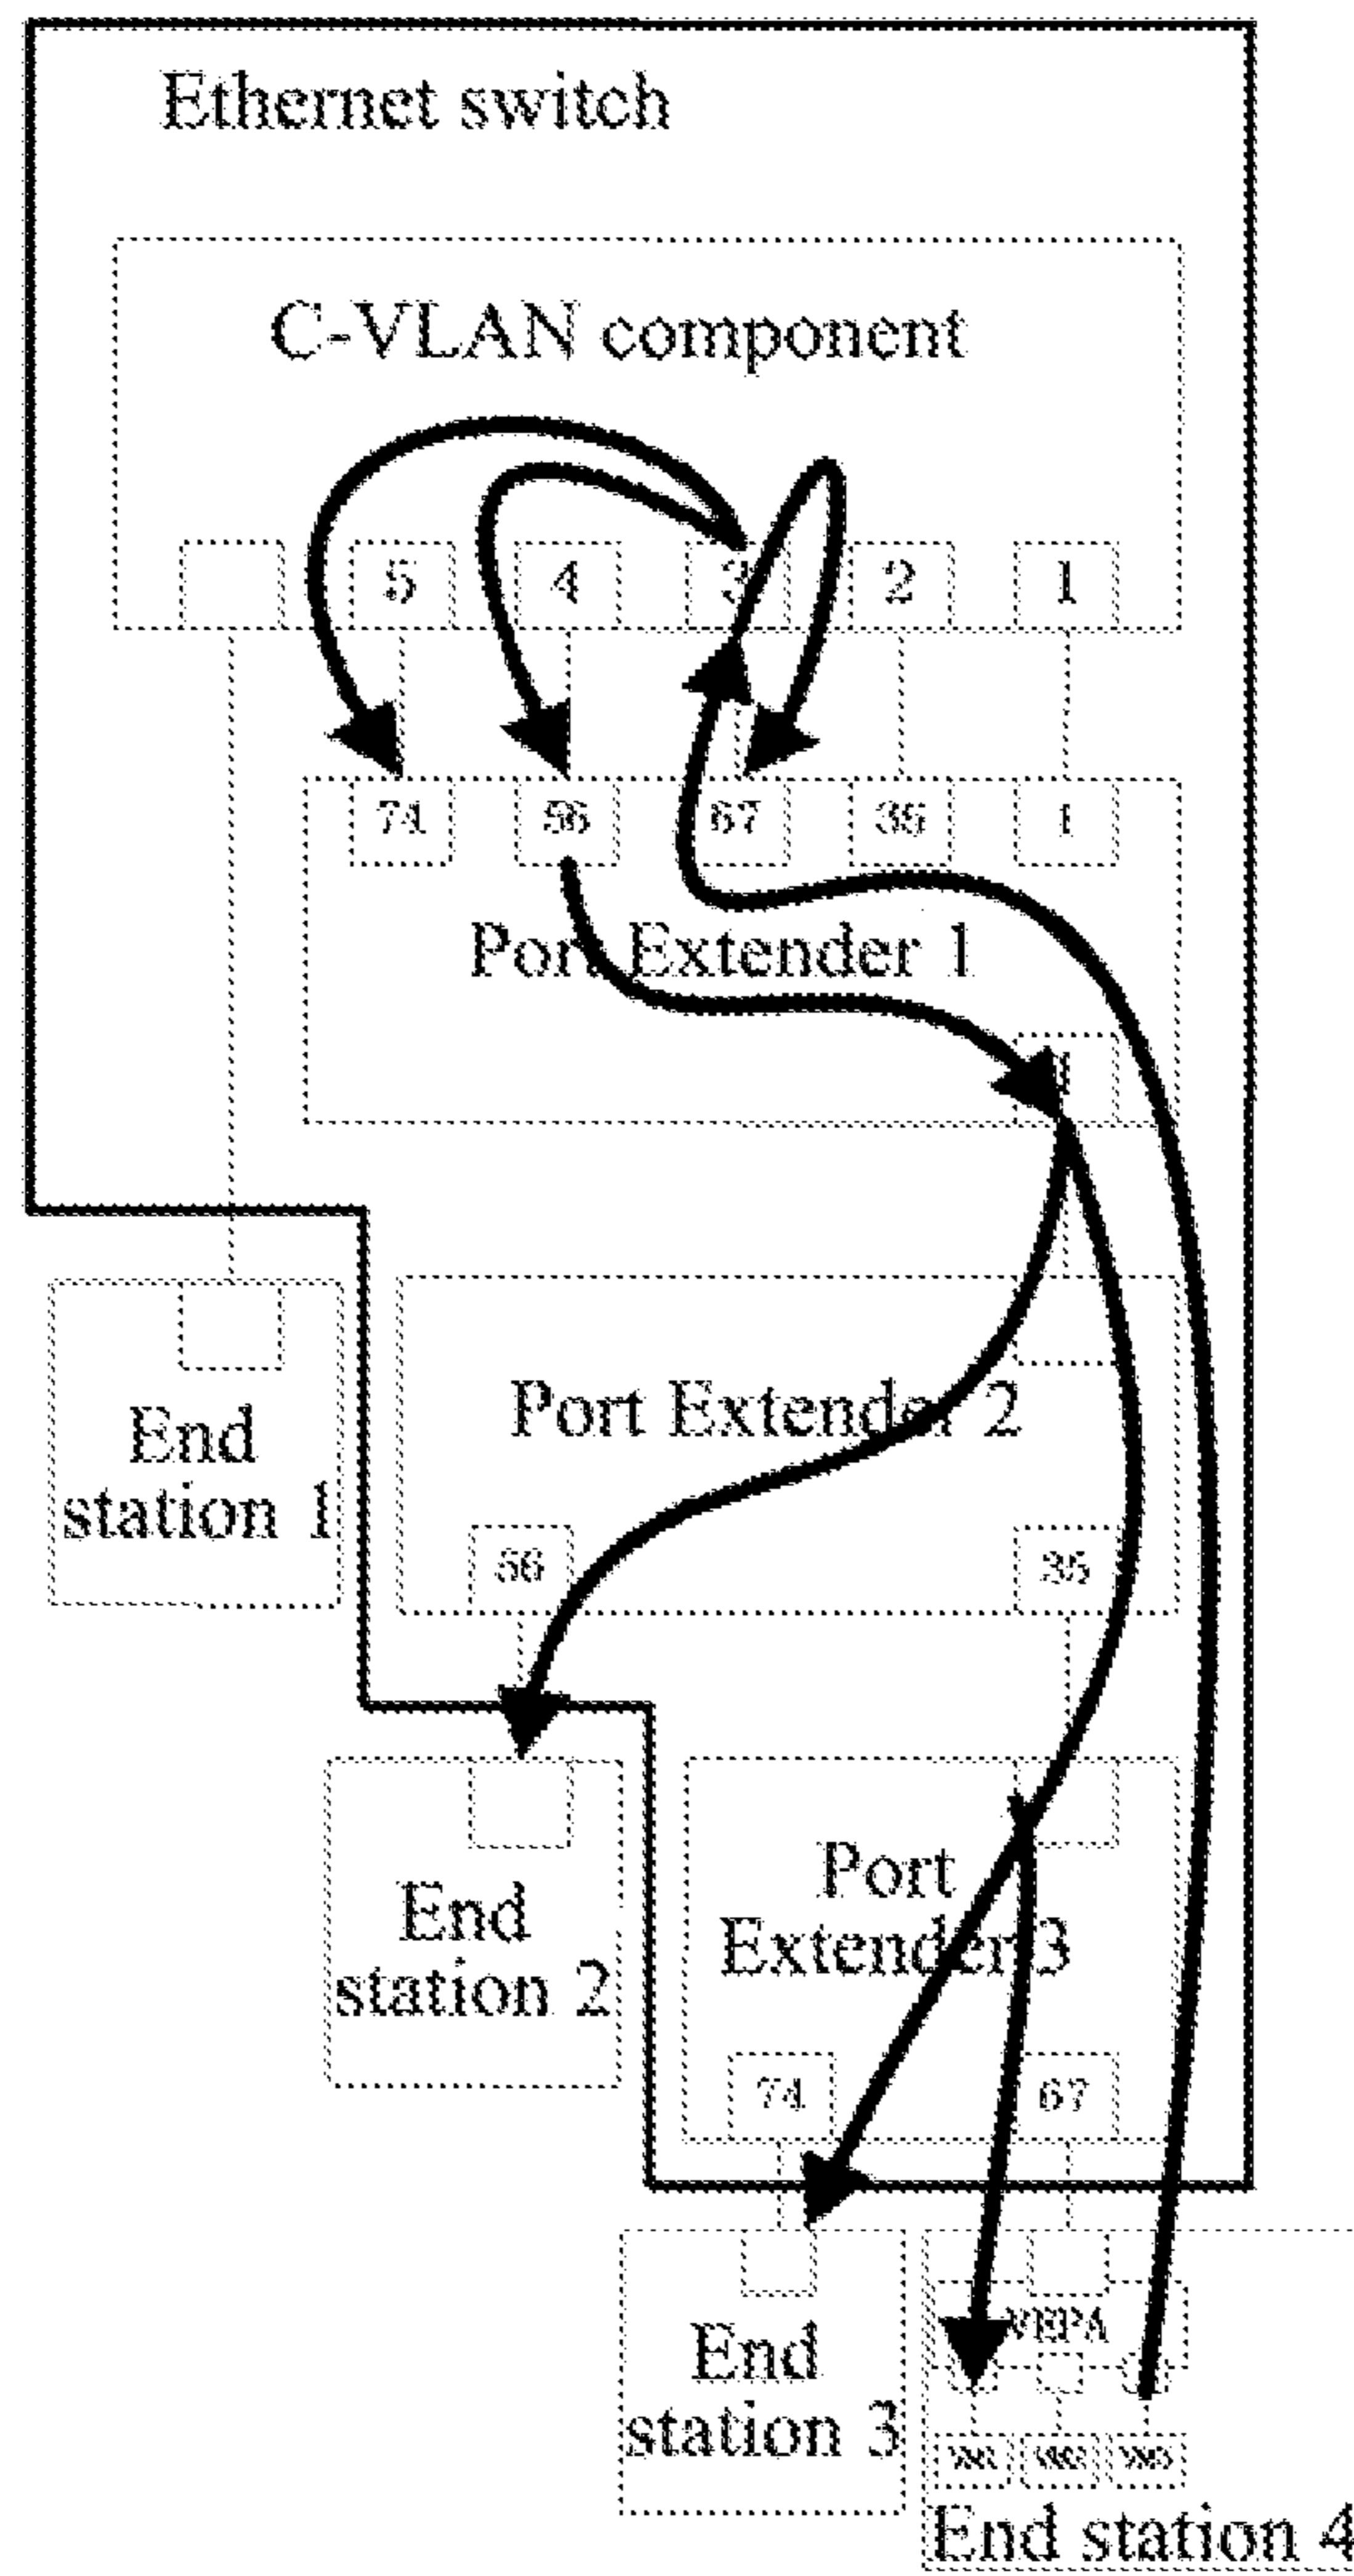 Ethernet switch
C-VLAN component
5 4 3 2 1
74 56 67 35 1
Port Extender 1
1
Port Extender 2
End
station 1
56 35
Port
Extender 3
End
station 2
74 67
VEPA
End
station 3
End station 4